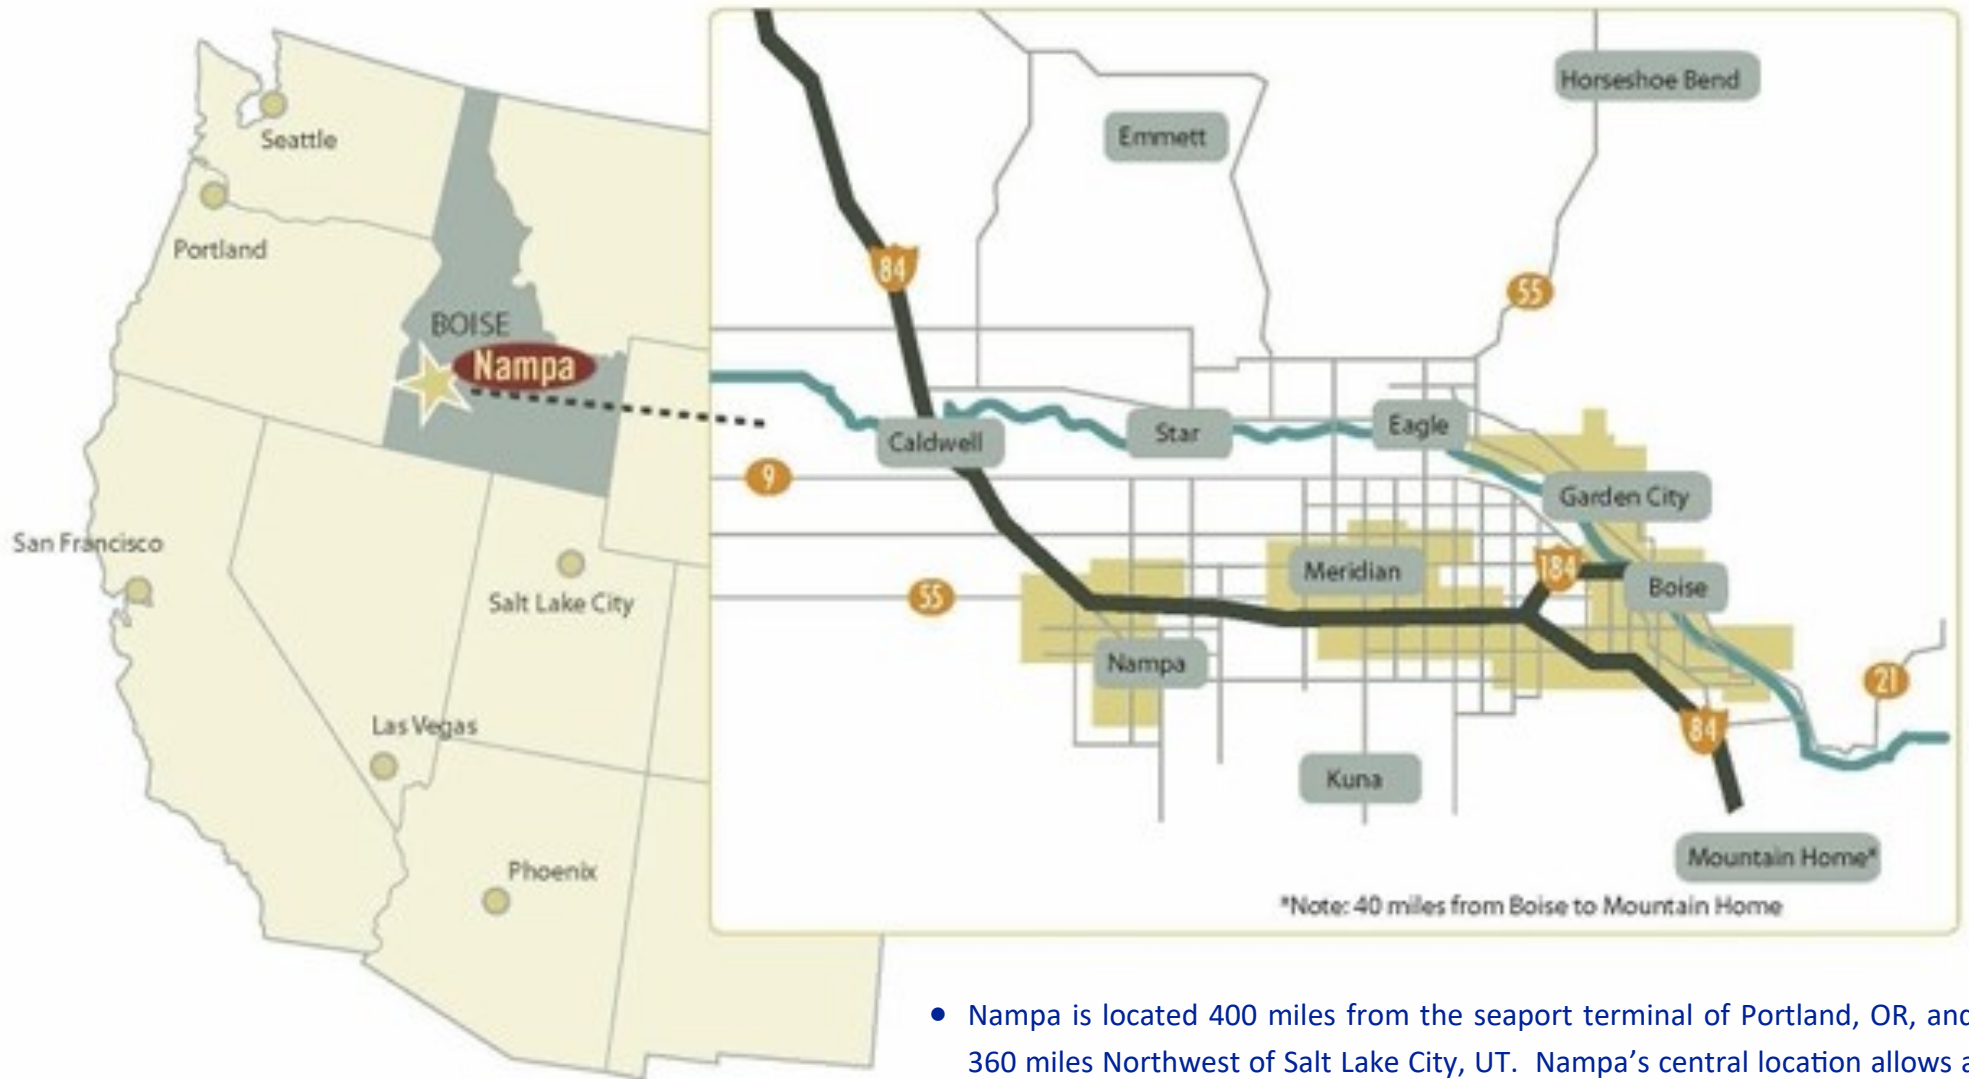 Seattle
Portland
BOISE
Nampa
San Francisco
Salt Lake City
Las Vegas
Phoenix
Horseshoe Bend
Emmett
84
55
Caldwell
Star
Eagle
9
Garden City
Meridian
184
Boise
55
Nampa
21
84
Kuna
Mountain Home*
*Note: 40 miles from Boise to Mountain Home
• Nampa is located 400 miles from the seaport terminal of Portland, OR, and
360 miles Northwest of Salt Lake City, UT. Nampa’s central location allows a